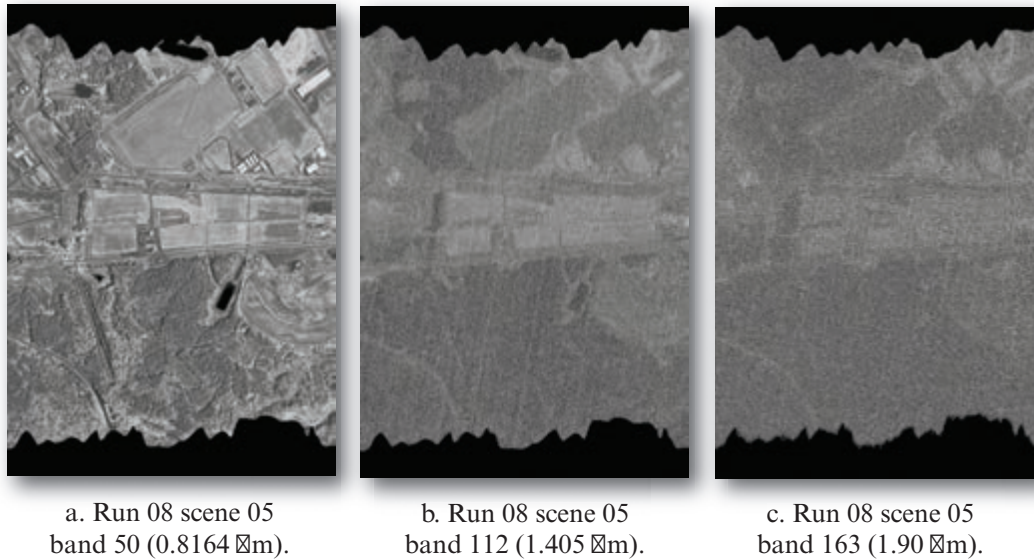 a. Run 08 scene 05
band 50 (0.8164 �m).
b. Run 08 scene 05
band 112 (1.405 �m).
c. Run 08 scene 05
band 163 (1.90 �m).